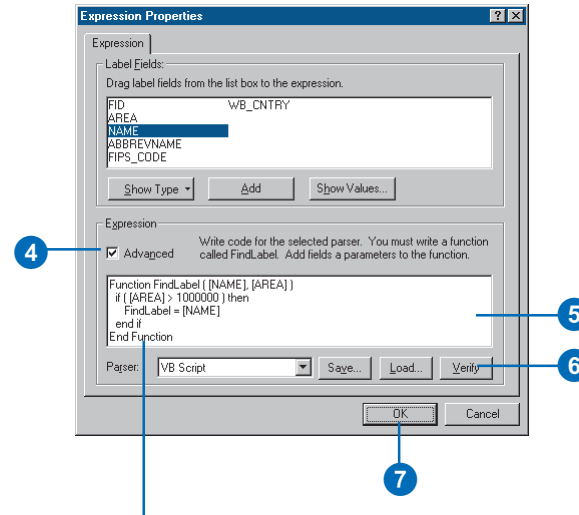 Expression Properties
Expression
Label Fields:
Drag label fields from the list box to the expression.
FID WB_CNTRY
AREA
NAME
ABBREVNAME
FIPS_CODE
Show Type Add Show Values...
Expression
4
Advanced
Write code for the selected parser. You must write a function
called FindLabel. Add fields a parameters to the function.
Function FindLabel ( [NAME], [AREA] )
if ( [AREA] > 1000000 ) then
FindLabel = [NAME]
end if
End Function
5
Parser: VB Script Save... Load... Verify
6
OK Cancel
7